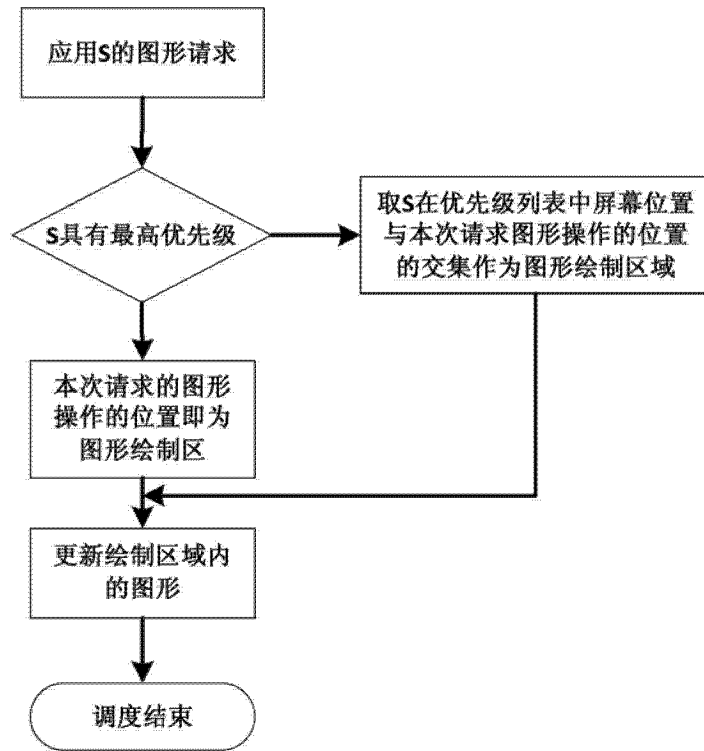 应用S的图形请求
S具有最高优先级
取S在优先级列表中屏幕位置
与本次请求图形操作的位置
的交集作为图形绘制区域
本次请求的图形
操作的位置即为
图形绘制区
更新绘制区域内
的图形
调度结束